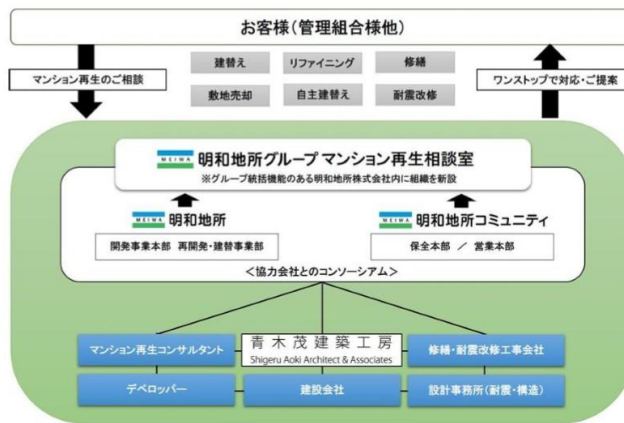 お客様(管理組合様他)
マンション再生のご相談
建替え
リファイニング
修繕
ワンストップで対応・ご提案
敷地売却
自主建替え
耐震改修
MEIWA 明和地所グループ マンション再生相談室
※グループ統括機能のある明和地所株式会社内に組織を新設
MEIWA 明和地所
MEIWA 明和地所コミュニティ
開発事業本部 再開発・建替事業部
保全本部 / 営業本部
<協力会社とのコンソーシアム>
マンション再生コンサルタント
青木茂建築工房
Shigeru Aoki Architect & Associates
修繕・耐震改修工事会社
デベロッパー
建設会社
設計事務所(耐震・構造)